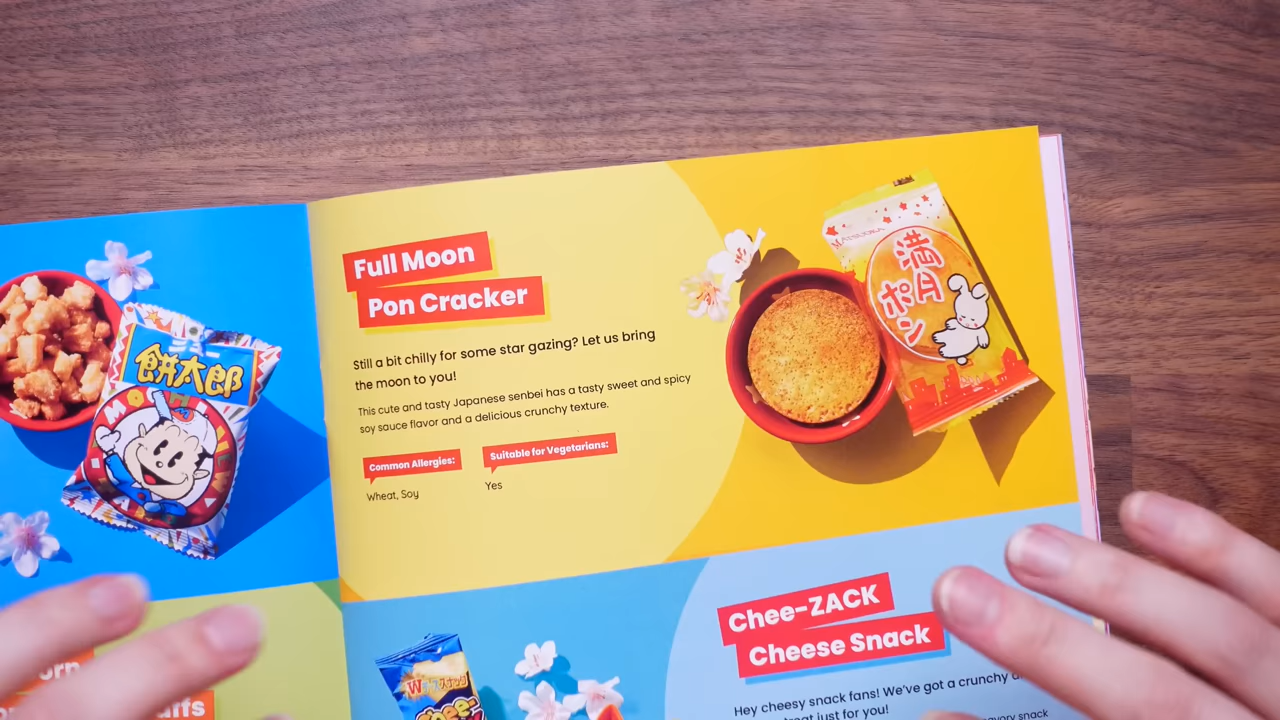 餅太郎
Full Moon
Pon Cracker
Still a bit chilly for some star gazing? Let us bring
the moon to you!
This cute and tasty Japanese senbei has a tasty sweet and spicy
soy sauce flavor and a delicious crunchy texture.
Common Allergies:
Wheat, Soy
Suitable for Vegetarians:
Yes
満月
ポン
Chee-ZACK
Cheese Snack
Hey cheesy snack fans! We've got a crunchy
treat just for you!
snack